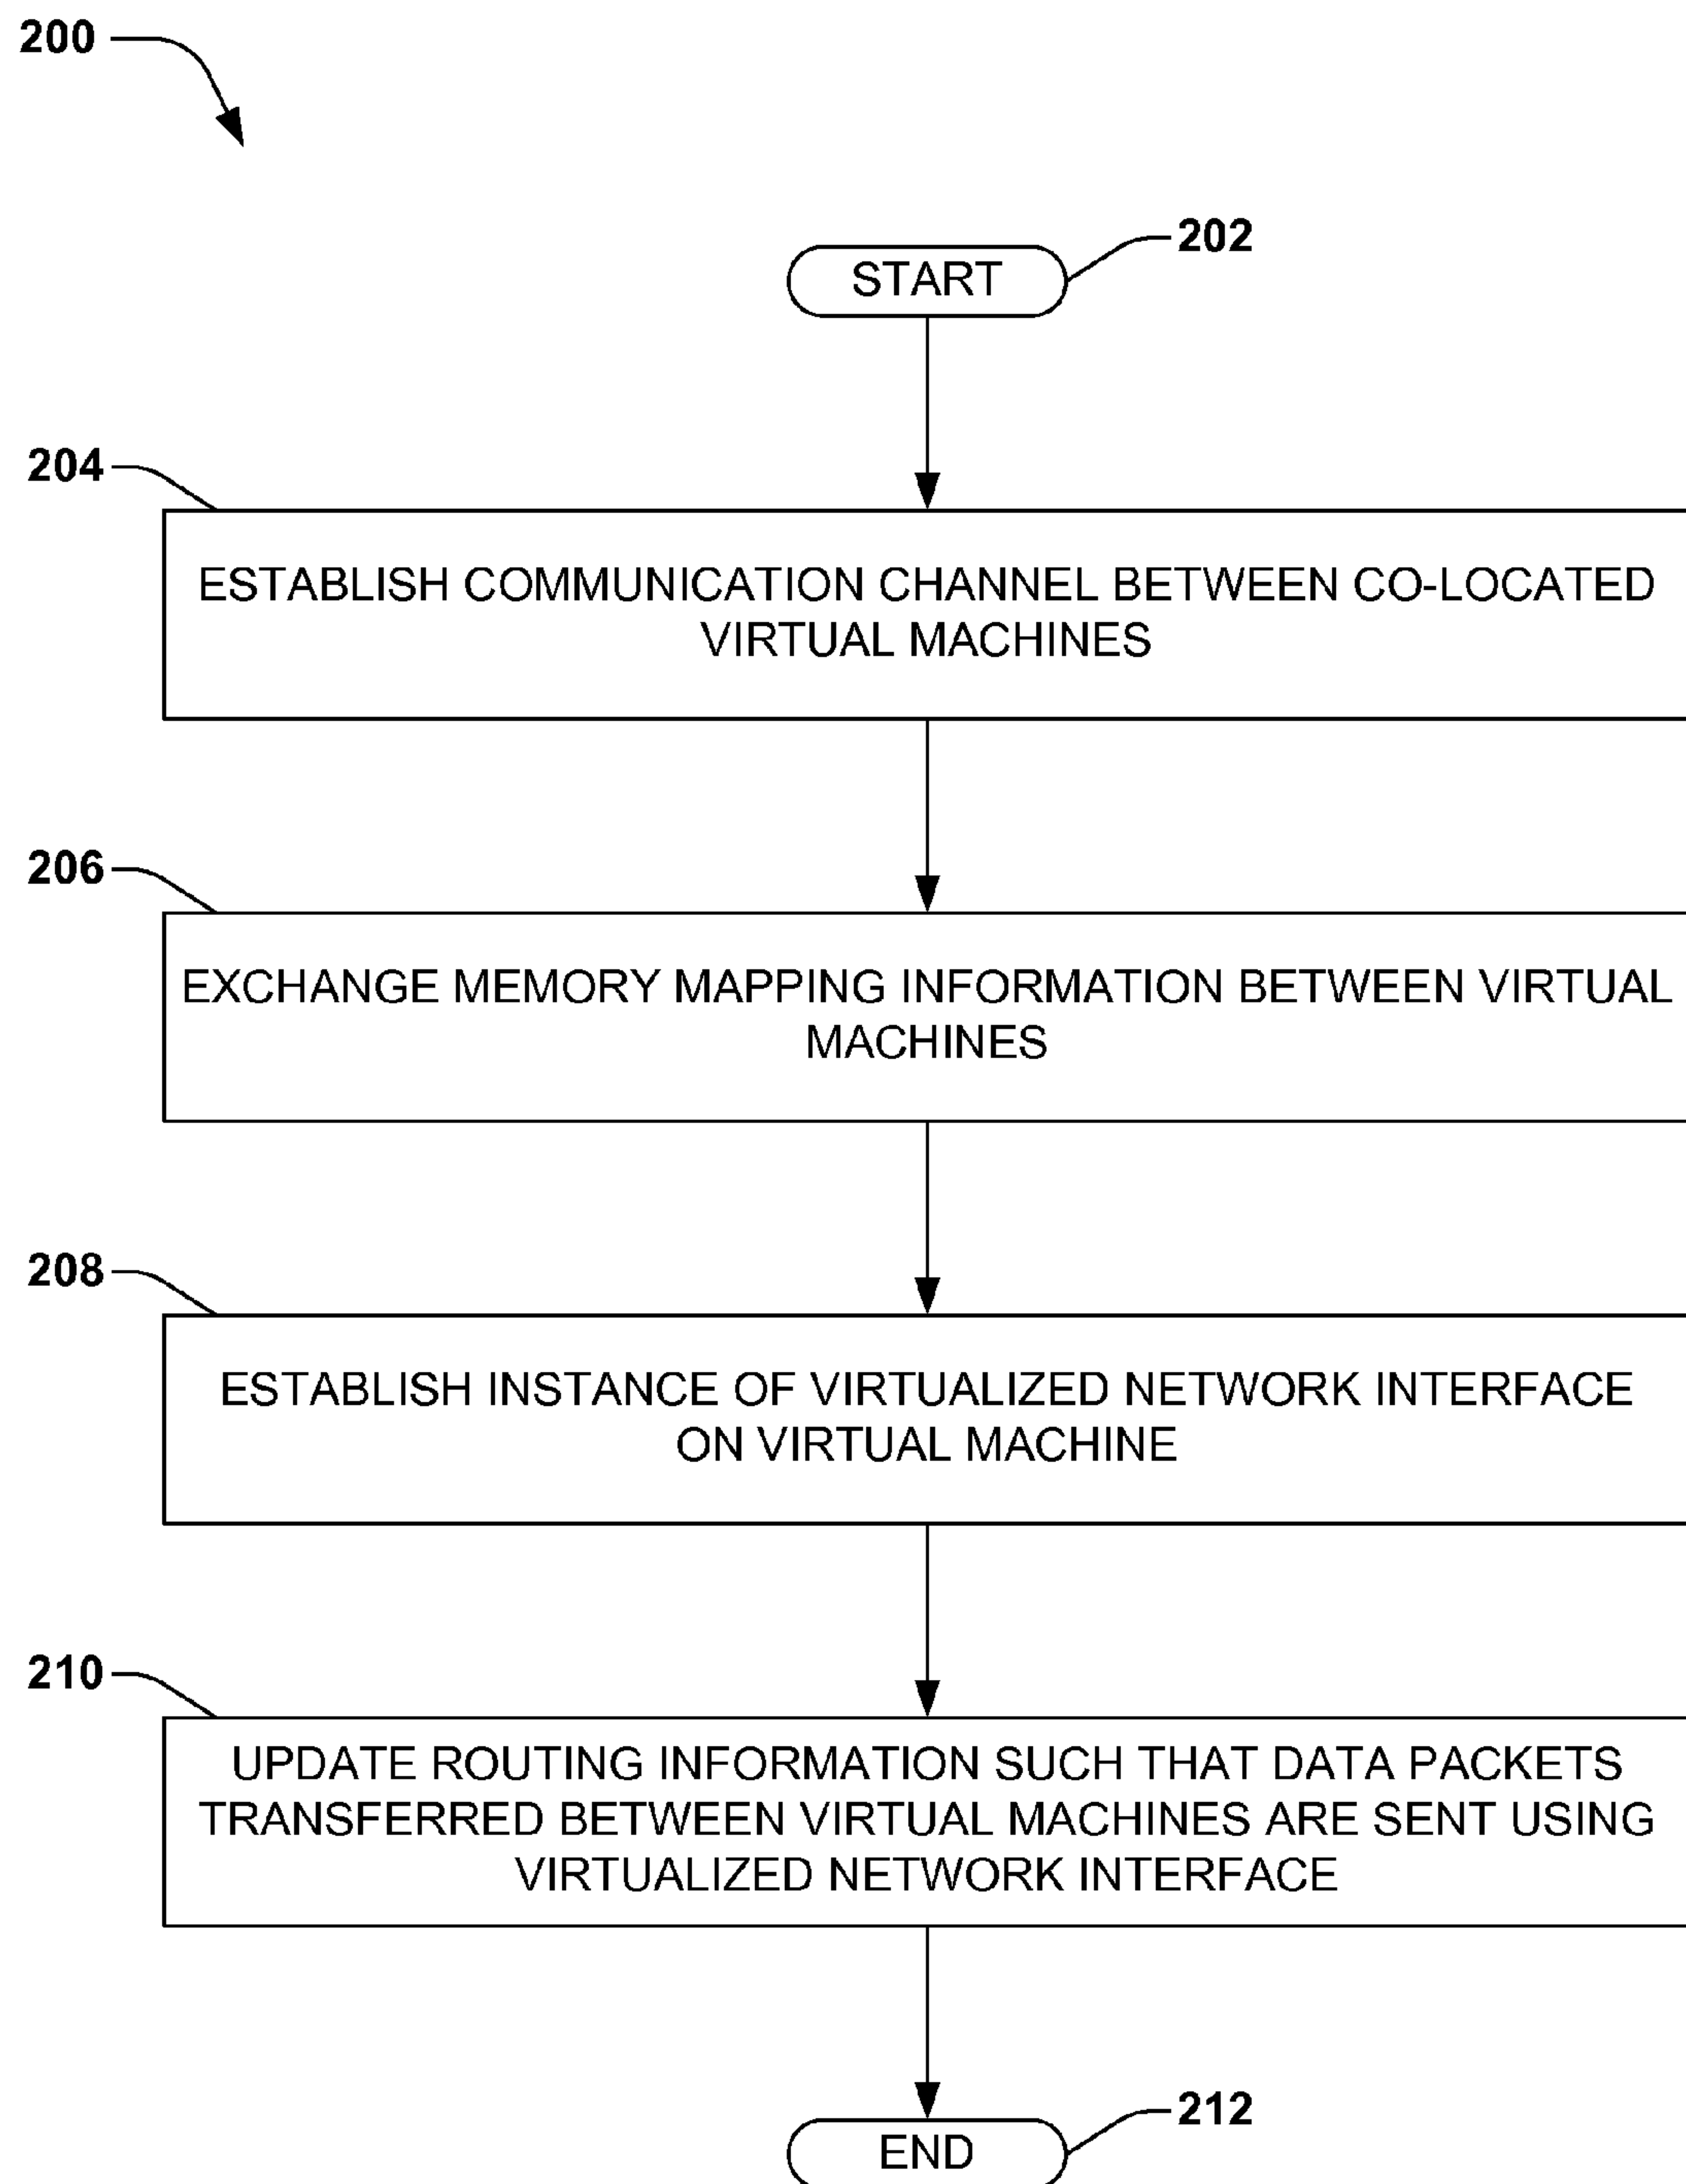 200
202
START
204
ESTABLISH COMMUNICATION CHANNEL BETWEEN CO-LOCATED
VIRTUAL MACHINES
206
EXCHANGE MEMORY MAPPING INFORMATION BETWEEN VIRTUAL
MACHINES
208
ESTABLISH INSTANCE OF VIRTUALIZED NETWORK INTERFACE
ON VIRTUAL MACHINE
210
UPDATE ROUTING INFORMATION SUCH THAT DATA PACKETS
TRANSFERRED BETWEEN VIRTUAL MACHINES ARE SENT USING
VIRTUALIZED NETWORK INTERFACE
212
END